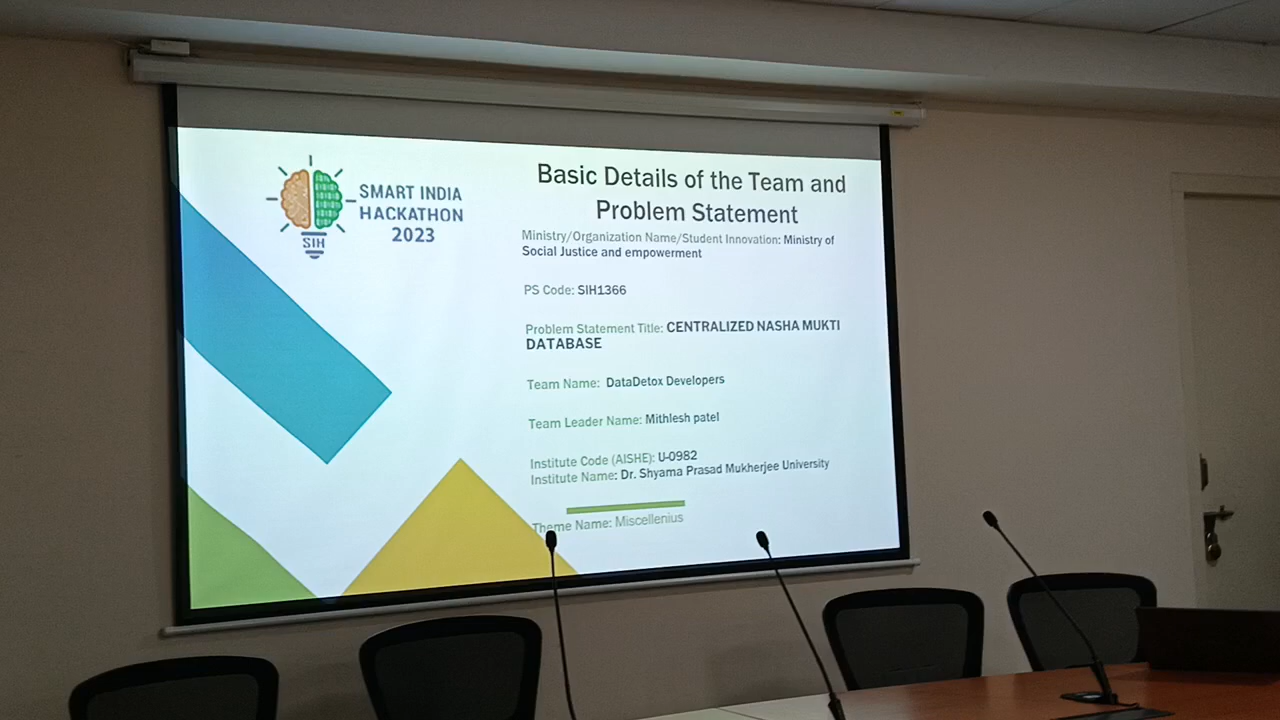 SMART INDIA
HACKATHON
2023
SIH
Basic Details of the Team and
Problem Statement
Ministry/Organization Name/Student Innovation: Ministry of
Social Justice and empowerment
PS Code: SIH1366
Problem Statement Title: CENTRALIZED NASHA MUKTI
DATABASE
Team Name: DataDetox Developers
Team Leader Name: Mithlesh patel
Institute Code (AISHE): U-0982
Institute Name: Dr. Shyama Prasad Mukherjee University
Theme Name: Miscellenius